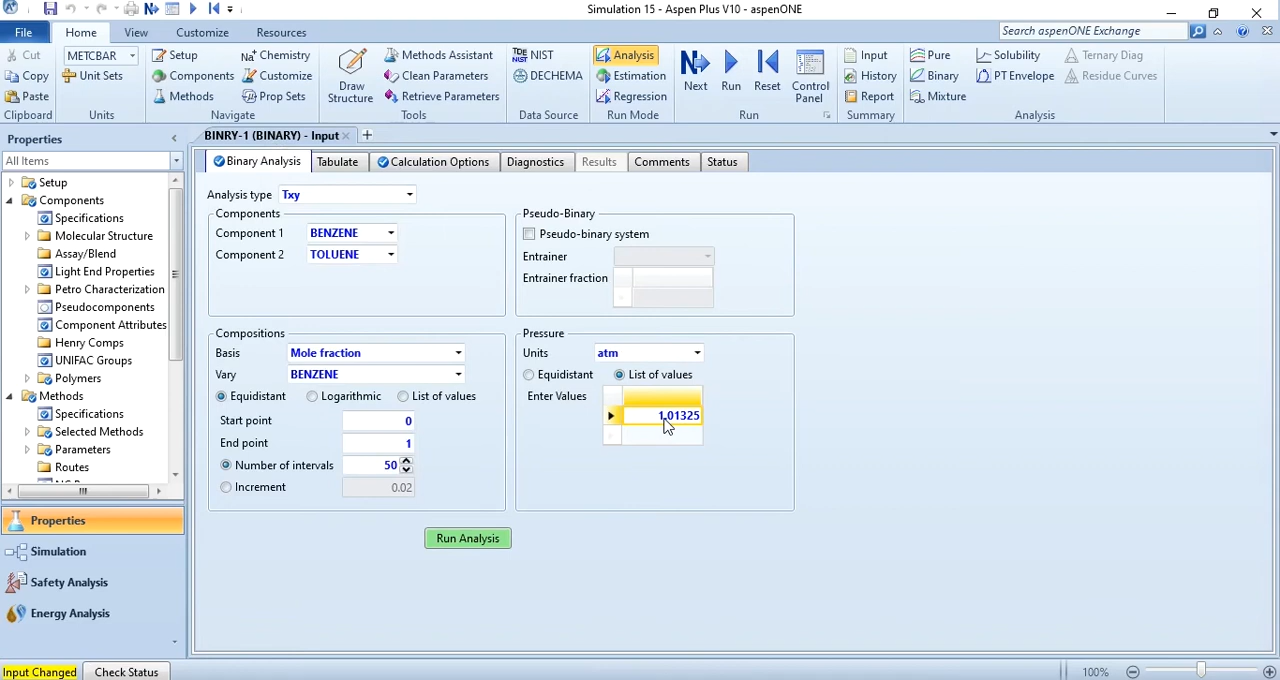 Simulation 15 - Aspen Plus V10 - aspenONE
File Home View Customize Resources Search aspenONE Exchange
Cut METCBAR Setup Chemistry Methods Assistant NIST Analysis Input Pure Solubility Ternary Diag
Copy Unit Sets Components Customize Clean Parameters DECHEMA Estimation History Binary PT Envelope Residue Curves
Paste Methods Prop Sets Draw Structure Retrieve Parameters Regression Next Run Reset Control Panel Report Mixture
Clipboard Units Navigate Tools Data Source Run Mode Run Summary Analysis
Properties
All Items
Setup
Components
Specifications
Molecular Structure
Assay/Blend
Light End Properties
Petro Characterization
Pseudocomponents
Component Attributes
Henry Comps
UNIFAC Groups
Polymers
Methods
Specifications
Selected Methods
Parameters
Routes
Properties
Simulation
Safety Analysis
Energy Analysis
BINRY-1 (BINARY) - Input
Binary Analysis Tabulate Calculation Options Diagnostics Results Comments Status
Analysis type Txy
Components
Component 1 BENZENE
Component 2 TOLUENE
Pseudo-Binary
Pseudo-binary system
Entrainer
Entrainer fraction
Compositions
Basis Mole fraction
Vary BENZENE
Equidistant Logarithmic List of values
Start point 0
End point 1
Number of intervals 50
Increment 0.02
Pressure
Units atm
Equidistant List of values
Enter Values
1.01325
Run Analysis
Input Changed Check Status 100%